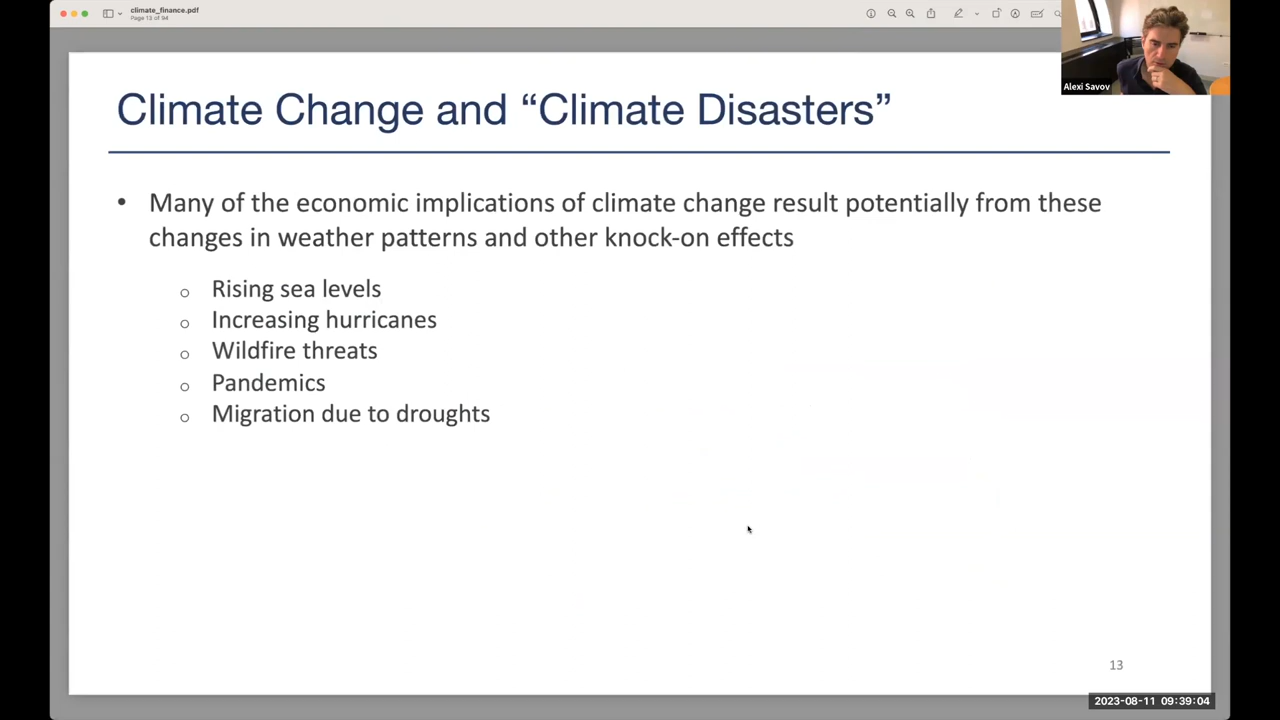 climate_finance.pdf
Page 13 of 94
Alexi Savov
Climate Change and “Climate Disasters”
• Many of the economic implications of climate change result potentially from these
changes in weather patterns and other knock-on effects
o Rising sea levels
o Increasing hurricanes
o Wildfire threats
o Pandemics
o Migration due to droughts
13
2023-08-11 09:39:04